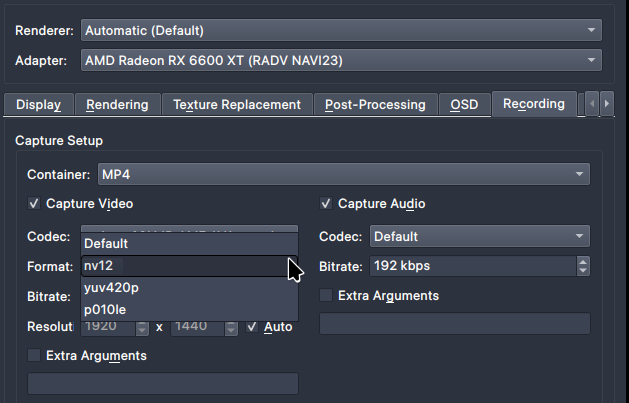 Renderer: Automatic (Default)
Adapter: AMD Radeon RX 6600 XT (RADV NAVI23)
Display Rendering Texture Replacement Post-Processing OSD Recording
Capture Setup
Container: MP4
Capture Video Capture Audio
Codec: Codec: Default
Default
Format: nv12 Bitrate: 192 kbps
yuv420p
Bitrate: Extra Arguments
p010le
Resolut 1920 x 1440 Auto
Extra Arguments